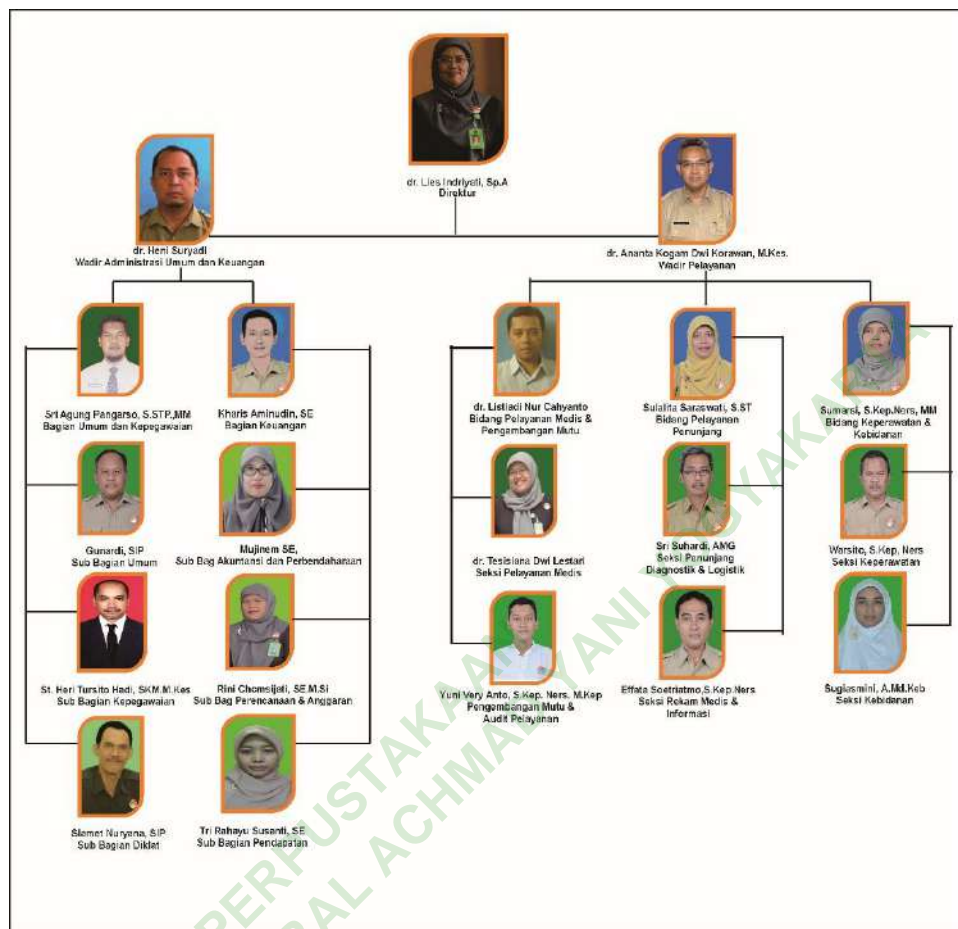 dr. Lies Indriyati, Sp.A
Direktur
dr. Heni Suryadi
Wadir Administrasi Umum dan Keuangan
dr. Ananta Kogam Dwi Korawan, M.Kes.
Wadir Pelayanan
Sri Agung Pangarso, S.STP.,MM
Bagian Umum dan Kepegawaian
Kharis Aminudin, SE
Bagian Keuangan
dr. Listiadi Nur Cahyanto
Bidang Pelayanan Medis &
Pengembangan Mutu
Sulalita Saraswati, S.ST
Bidang Pelayanan
Penunjang
Sumarsi, S.Kep.Ners, MM
Bidang Keperawatan &
Kebidanan
Gunardi, SIP
Sub Bagian Umum
Mujinem SE,
Sub Bag Akuntansi dan Perbendaharaan
dr. Tesisiana Dwi Lestari
Seksi Pelayanan Medis
Sri Suhardi, AMG
Seksi Penunjang
Diagnostik & Logistik
Warsito, S.Kep, Ners
Seksi Keperawatan
St. Heri Tursito Hadi, SKM.M.Kes
Sub Bagian Kepegawaian
Rini Chomsijati, SE.M.Si
Sub Bag Perencanaan & Anggaran
Yuni Very Anto, S.Kep. Ners. M.Kep
Pengembangan Mutu &
Audit Pelayanan
Effata Soetriatmo,S.Kep.Ners
Seksi Rekam Medis &
Informasi
Sugiasmini, A.Md.Keb
Seksi Kebidanan
Slamet Nuryana, SIP
Sub Bagian Diklat
Tri Rahayu Susanti, SE
Sub Bagian Pendapatan
PERPUSTAKAAN
ACHMAD YANI YOGYAKARTA